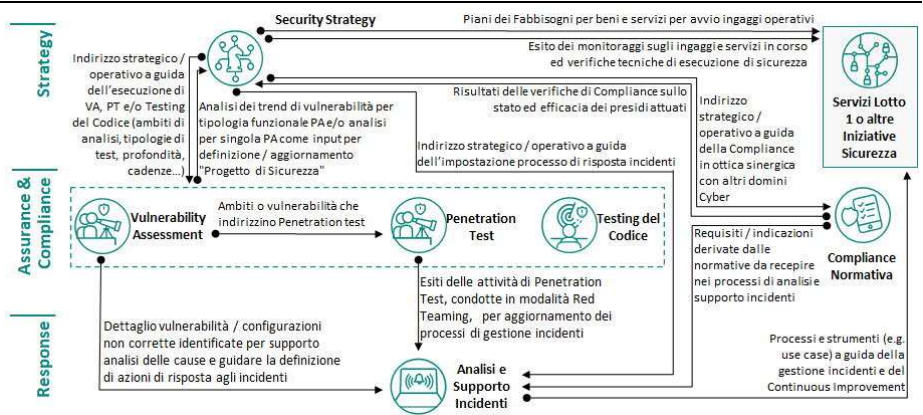 Strategy
Security Strategy
Piani dei Fabbisogni per beni e servizi per avvio ingaggi operativi
Esito dei monitoraggi sugli ingaggi e servizi in corso
ed verifiche tecniche di esecuzione di sicurezza
Servizi Lotto
1 o altre
Iniziative
Sicurezza
Indirizzo strategico /
operativo a guida
dell'esecuzione di
VA, PT e/o Testing
del Codice (ambiti di
analisi, tipologie di
test, profondità,
cadenze...)
Analisi dei trend di vulnerabilità per
tipologia funzionale PA e/o analisi
per singola PA come input per
definizione / aggiornamento
"Progetto di Sicurezza"
Risultati delle verifiche di Compliance sullo
stato ed efficacia dei presidi attuati
Indirizzo strategico / operativo a guida
dell'impostazione processo di risposta incidenti
Indirizzo
strategico /
operativo a guida
della Compliance
in ottica sinergica
con altri domini
Cyber
Assurance &
Compliance
Vulnerability
Assessment
Ambiti o vulnerabilità che
indirizzino Penetration test
Penetration
Test
Testing del
Codice
Compliance
Normativa
Requisiti / indicazioni
derivate dalle
normative da recepire
nei processi di analisi e
supporto incidenti
Response
Dettaglio vulnerabilità / configurazioni
non corrette identificate per supporto
analisi delle cause e guidare la definizione
di azioni di risposta agli incidenti
Esiti delle attività di Penetration
Test, condotte in modalità Red
Teaming, per aggiornamento dei
processi di gestione incidenti
Analisi e
Supporto
Incidenti
Processi e strumenti (e.g.
use case) a guida della
gestione incidenti e del
Continuous Improvement